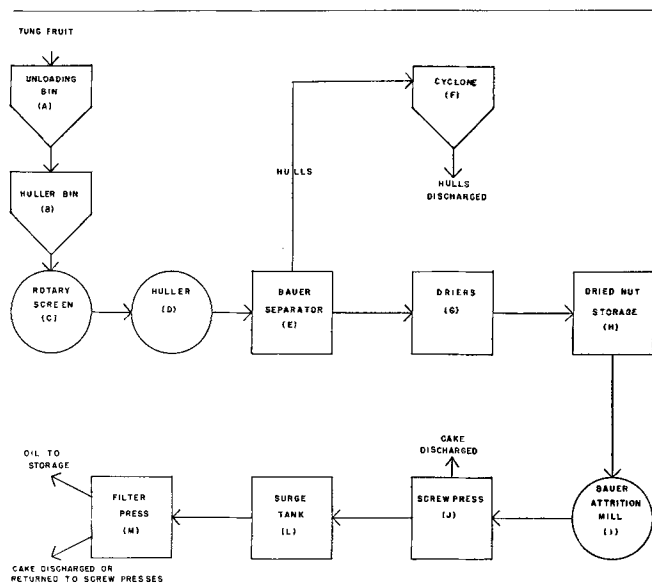 TUNG FRUIT
UNLOADING
BIN
(A)
HULLER BIN
(B)
ROTARY
SCREEN
(C)
HULLER
(D)
BAUER
SEPARATOR
(E)
HULLS
CYCLONE
(F)
HULLS
DISCHARGED
DRIERS
(G)
DRIED NUT
STORAGE
(H)
BAUER
ATTRITION
MILL
(I)
CAKE
DISCHARGED
SCREW PRESS
(J)
SURGE
TANK
(L)
FILTER
PRESS
(M)
OIL TO
STORAGE
CAKE DISCHARGED OR
RETURNED TO SCREW PRESSES